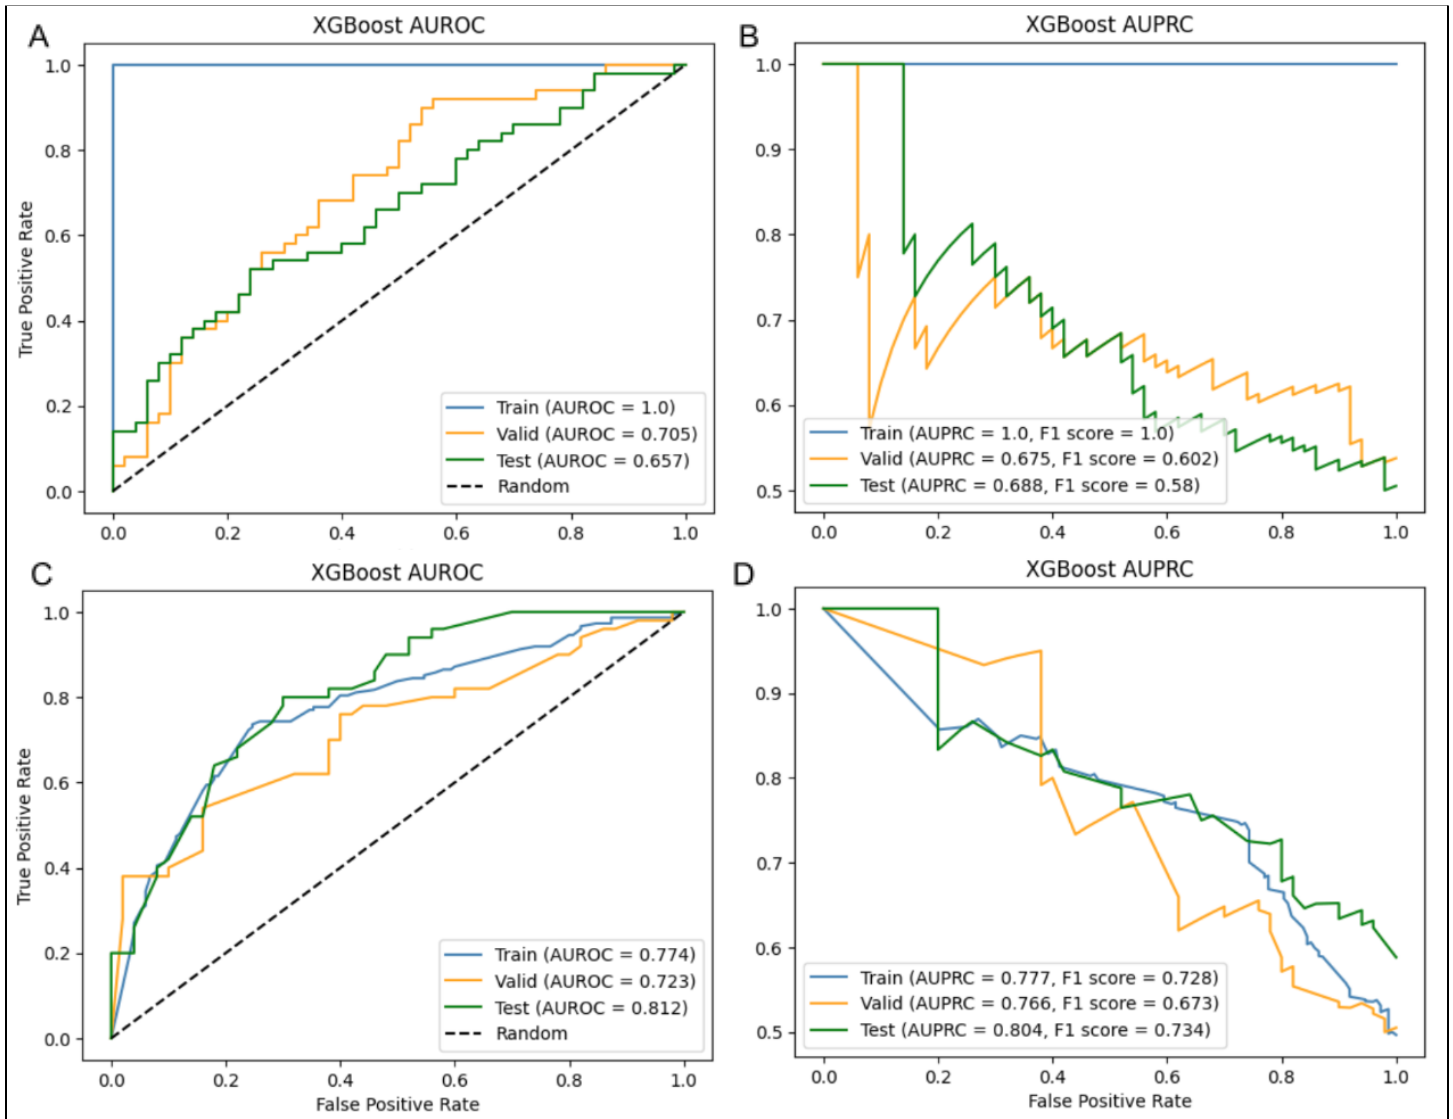 A
XGBoost AUROC
True Positive Rate
1.0
0.8
0.6
0.4
0.2
0.0
Train (AUROC = 1.0)
Valid (AUROC = 0.705)
Test (AUROC = 0.657)
Random
0.0 0.2 0.4 0.6 0.8 1.0
B
XGBoost AUPRC
1.0
0.9
0.8
0.7
0.6
0.5
Train (AUPRC = 1.0, F1 score = 1.0)
Valid (AUPRC = 0.675, F1 score = 0.602)
Test (AUPRC = 0.688, F1 score = 0.58)
0.0 0.2 0.4 0.6 0.8 1.0
C
XGBoost AUROC
True Positive Rate
1.0
0.8
0.6
0.4
0.2
0.0
Train (AUROC = 0.774)
Valid (AUROC = 0.723)
Test (AUROC = 0.812)
Random
0.0 0.2 0.4 0.6 0.8 1.0
False Positive Rate
D
XGBoost AUPRC
1.0
0.9
0.8
0.7
0.6
0.5
Train (AUPRC = 0.777, F1 score = 0.728)
Valid (AUPRC = 0.766, F1 score = 0.673)
Test (AUPRC = 0.804, F1 score = 0.734)
0.0 0.2 0.4 0.6 0.8 1.0
False Positive Rate